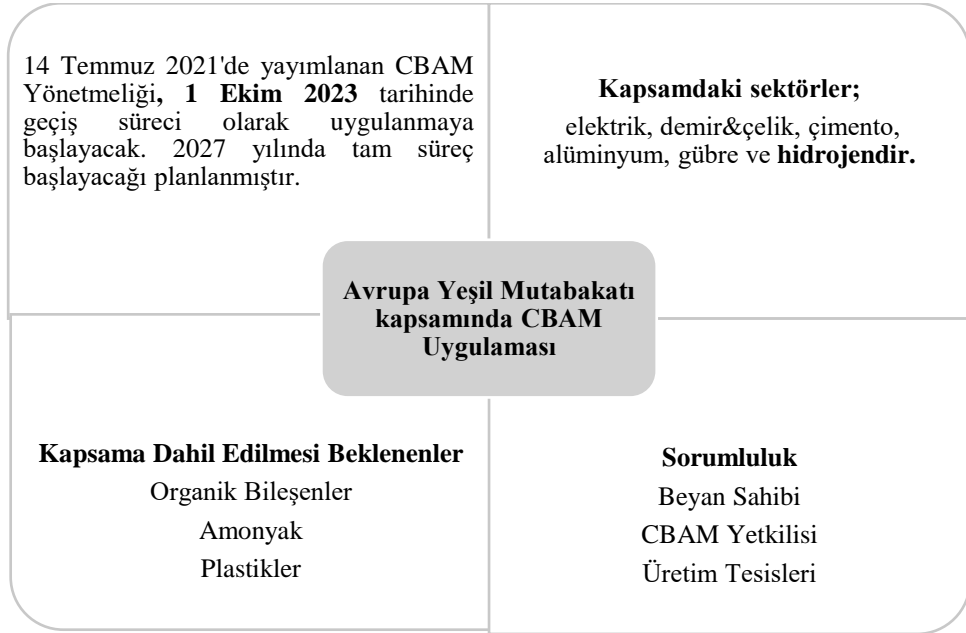 14 Temmuz 2021'de yayımlanan CBAM
Yönetmeliği, 1 Ekim 2023 tarihinde
geçiş süreci olarak uygulanmaya
başlayacak. 2027 yılında tam süreç
başlayacağı planlanmıştır.
Kapsamdaki sektörler;
elektrik, demir&çelik, çimento,
alüminyum, gübre ve hidrojendir.
Avrupa Yeşil Mutabakatı
kapsamında CBAM
Uygulaması
Kapsama Dahil Edilmesi Beklenenler
Organik Bileşenler
Amonyak
Plastikler
Sorumluluk
Beyan Sahibi
CBAM Yetkilisi
Üretim Tesisleri